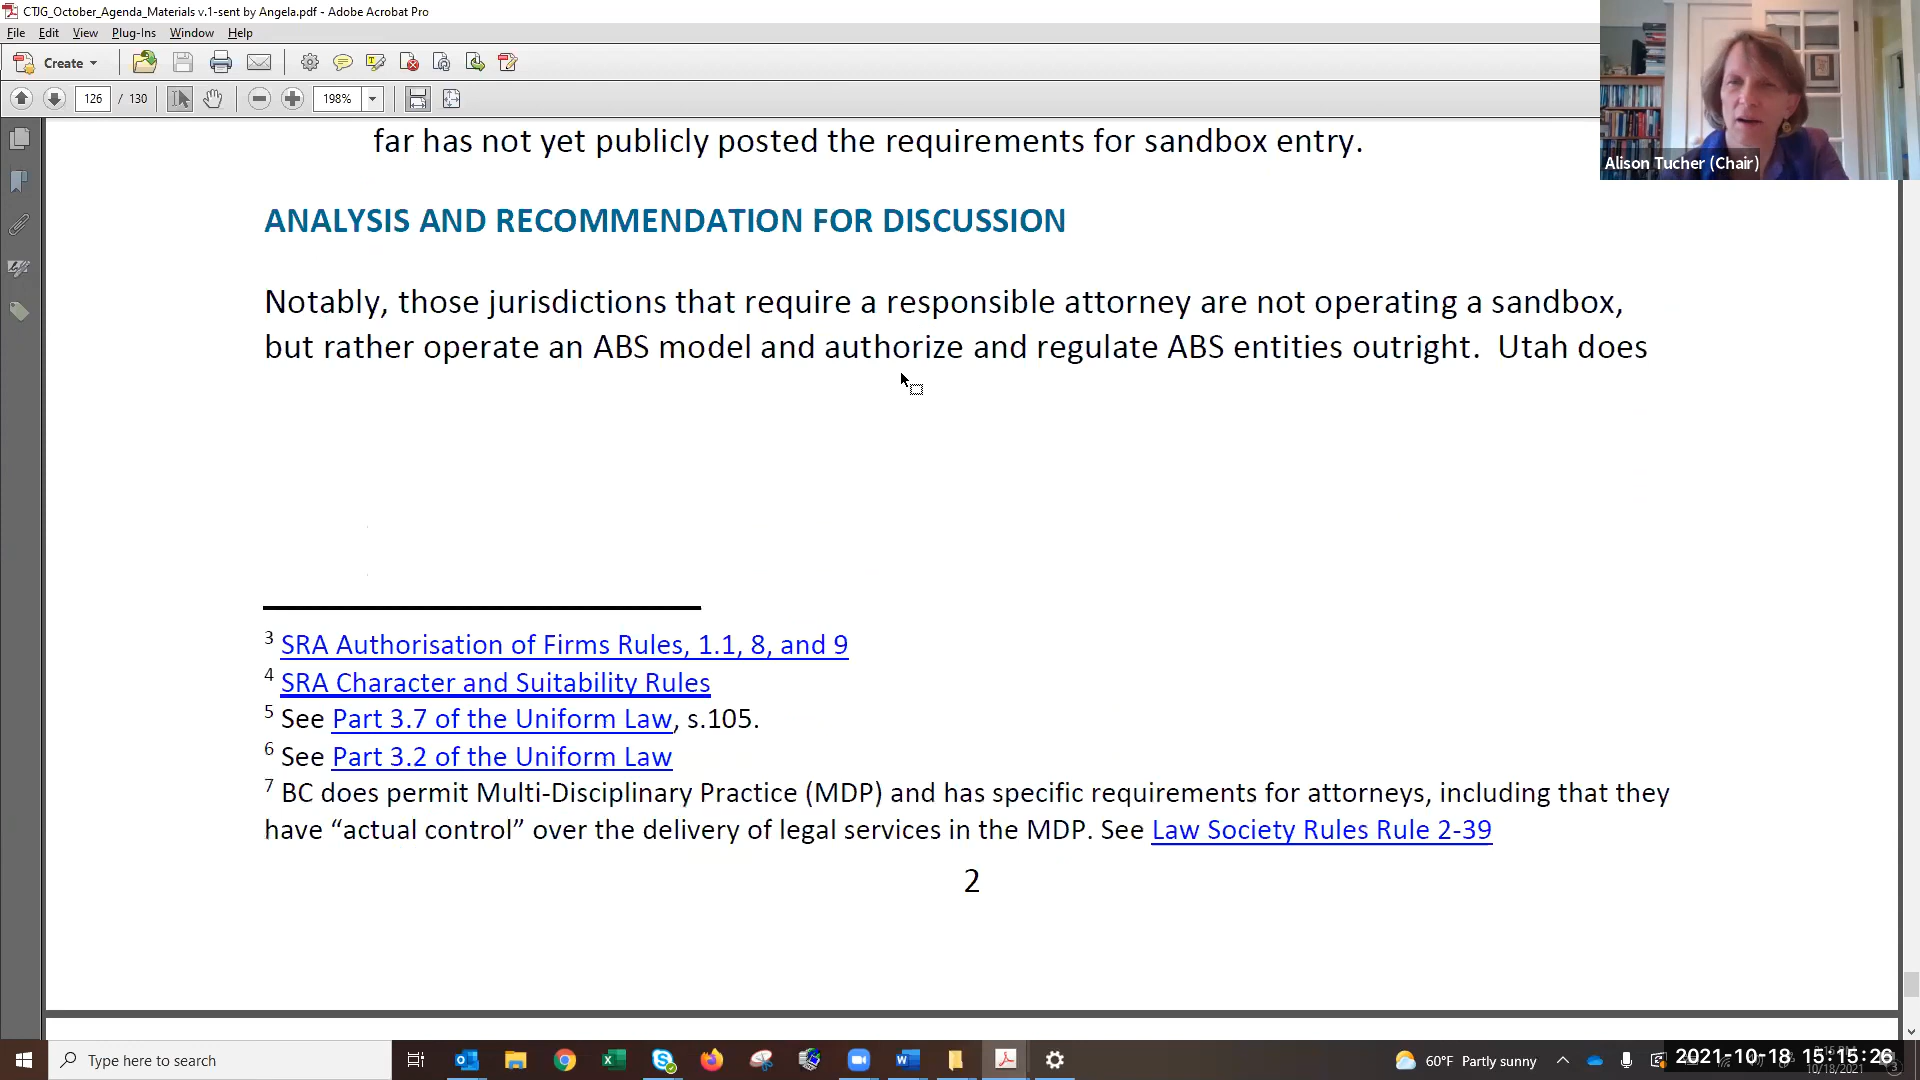 CTJG_October_Agenda_Materials v.1-sent by Angela.pdf - Adobe Acrobat Pro
File Edit View Plug-Ins Window Help
Create
126 / 130 198%
far has not yet publicly posted the requirements for sandbox entry.
ANALYSIS AND RECOMMENDATION FOR DISCUSSION
Notably, those jurisdictions that require a responsible attorney are not operating a sandbox,
but rather operate an ABS model and authorize and regulate ABS entities outright. Utah does
3 SRA Authorisation of Firms Rules, 1.1, 8, and 9
4 SRA Character and Suitability Rules
5 See Part 3.7 of the Uniform Law, s.105.
6 See Part 3.2 of the Uniform Law
7 BC does permit Multi-Disciplinary Practice (MDP) and has specific requirements for attorneys, including that they
have “actual control” over the delivery of legal services in the MDP. See Law Society Rules Rule 2-39
2
Alison Tucher (Chair)
Type here to search
60°F Partly sunny
2021-10-18 15:15:26
10/18/2021